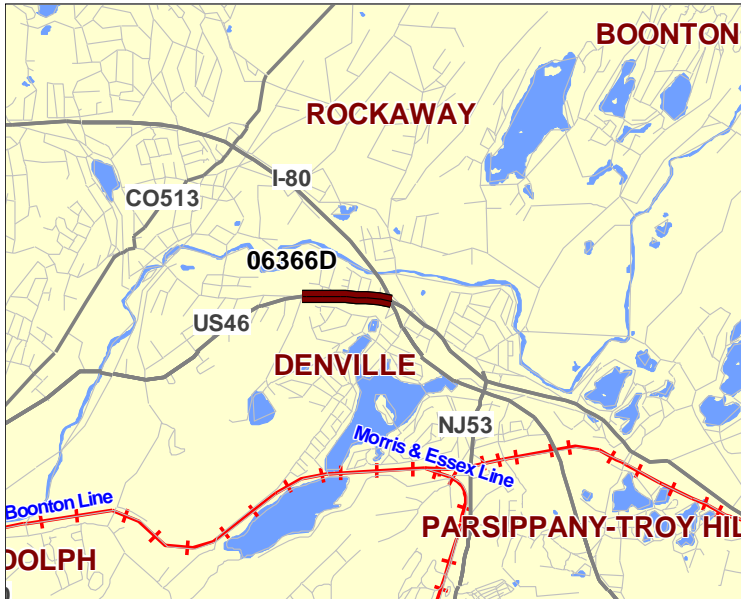 BOONTON
ROCKAWAY
I-80
CO513
06366D
US46
DENVILLE
NJ53
Morris & Essex Line
Boonton Line
PARSIPPANY-TROY HIL
DOLPH